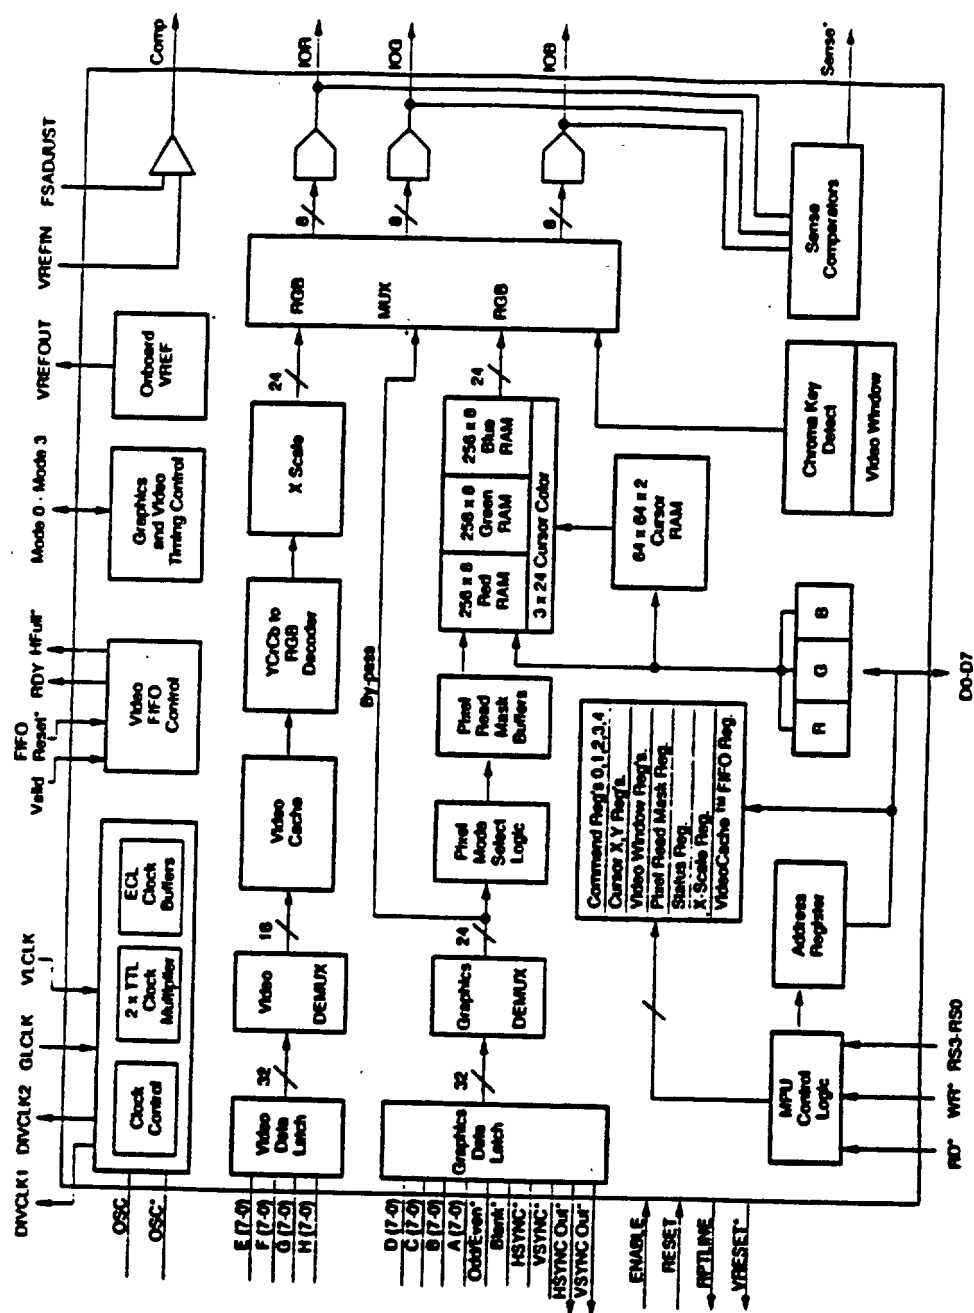 DIVCLK1
DIVCLK2
GLCLK
VLCLK
Valid
FIFO
Reset*
RDY
HFull*
Mode 0 - Mode 3
VREFOUT
VREFIN
FSADJUST
Comp
OSC
OSC*
Clock
Control
2 x TTL
Clock
Multiplier
ECL
Clock
Buffers
Video
FIFO
Control
Graphics
and Video
Timing Control
Onboard
VREF
E (7-0)
F (7-0)
G (7-0)
H (7-0)
Video
Data
Latch
32
Video
DEMUX
16
Video
Cache
YCrCb to
RGB
Decoder
X Scale
24
RGB
MUX
RGB
8
8
8
IOR
IOG
IOB
By-pass
D (7-0)
C (7-0)
B (7-0)
A (7-0)
Odd/Even*
Blank*
HSYNC*
VSYNC*
HSYNC Out*
VSYNC Out*
Graphics
Data
Latch
32
Graphics
DEMUX
24
Pixel
Mode
Select
Logic
Pixel
Read
Mask
Buffers
256 x 8
Red
RAM
256 x 8
Green
RAM
256 x 8
Blue
RAM
3 x 24 Cursor Color
24
64 x 64 x 2
Cursor
RAM
ENABLE
RESET
RPTLINE
VRESET*
Command Reg's 0,1,2,3,4
Cursor X,Y Reg's.
Video Window Reg's.
Pixel Read Mask Reg.
Status Reg.
X-Scale Reg.
VideoCache™ FIFO Reg.
MPU
Control
Logic
Address
Register
R
G
B
Chroma Key
Detect
Video Window
Sense
Comparators
Sense*
RD*
WR*
RS3-RS0
D0-D7